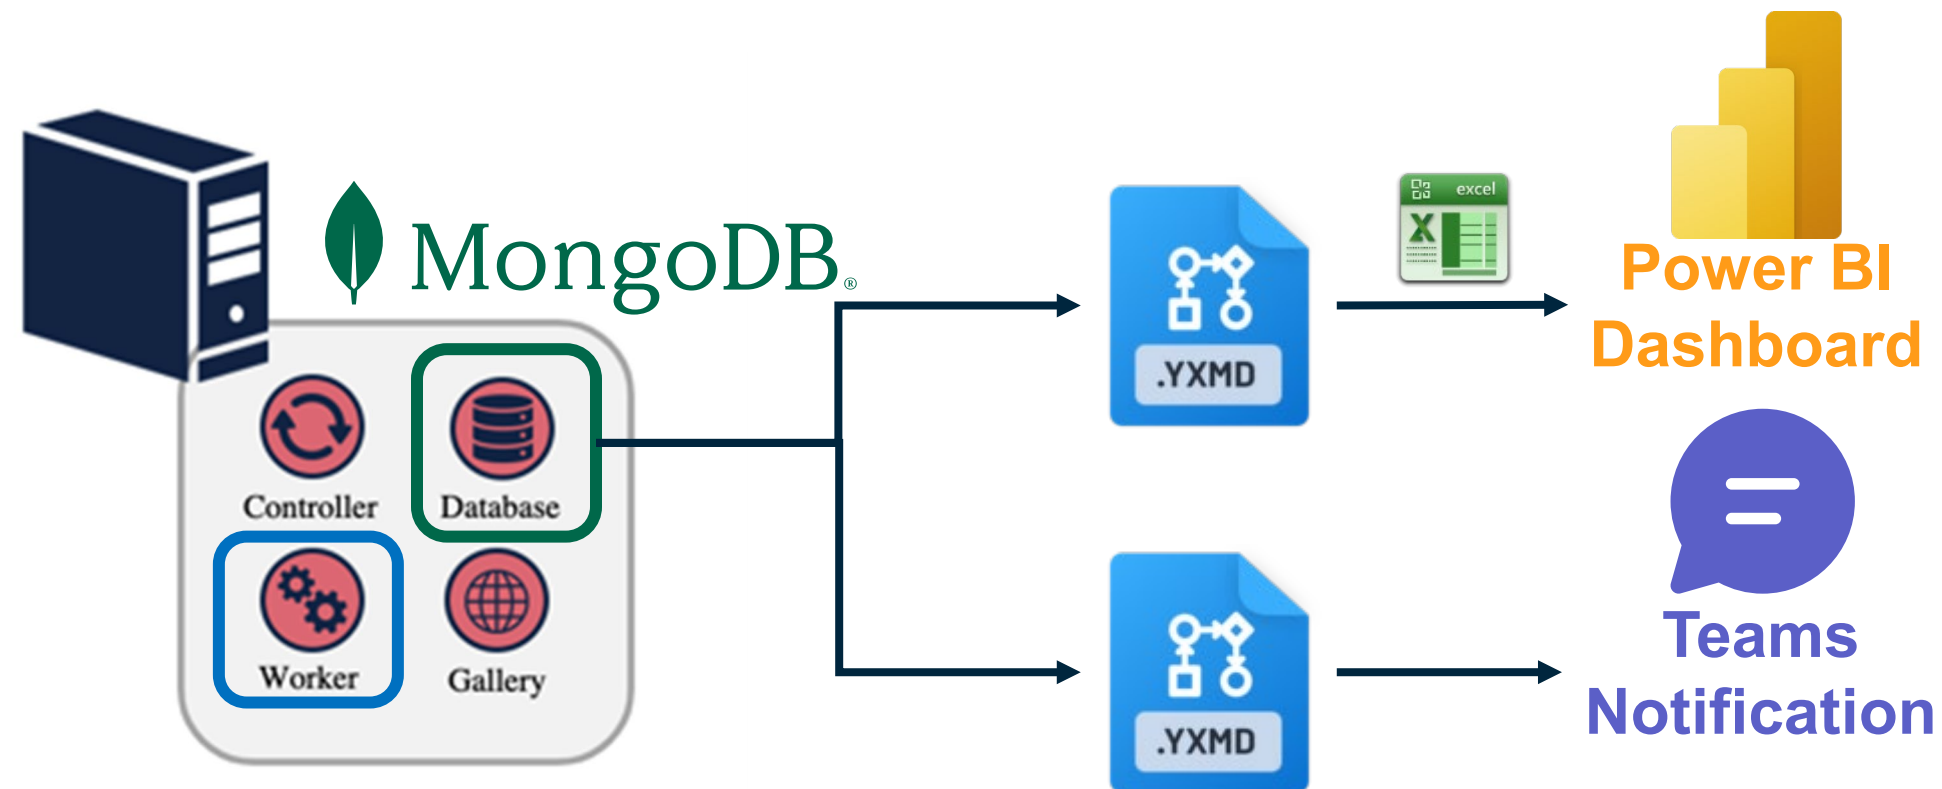 MongoDB®
Controller
Database
Worker
Gallery
.YXMD
excel
Power BI
Dashboard
.YXMD
Teams
Notification